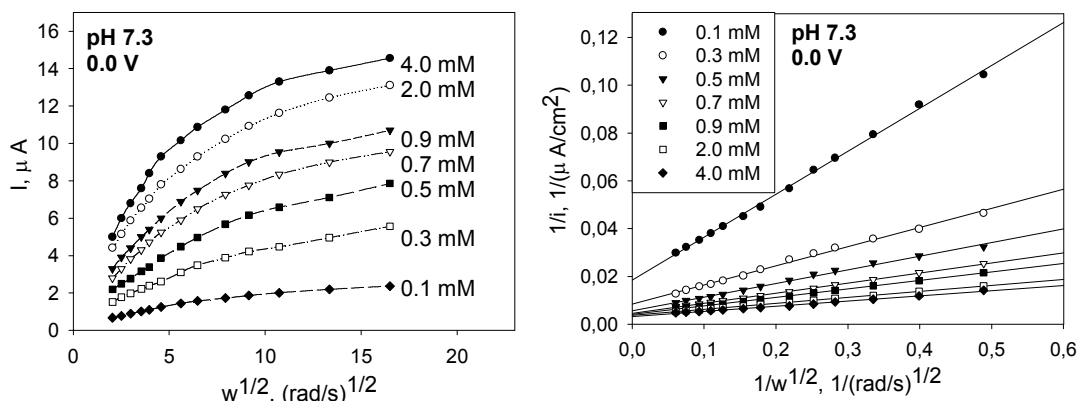 16
14
12
10
8
6
4
2
0
I, μ A
pH 7.3
0.0 V
4.0 mM
2.0 mM
0.9 mM
0.7 mM
0.5 mM
0.3 mM
0.1 mM
0 5 10 15 20
w^1/2, (rad/s)^1/2
0,12
0,10
0,08
0,06
0,04
0,02
0,00
1/i, 1/(μ A/cm²)
0.1 mM
0.3 mM
0.5 mM
0.7 mM
0.9 mM
2.0 mM
4.0 mM
pH 7.3
0.0 V
0,0 0,1 0,2 0,3 0,4 0,5 0,6
1/w^1/2, 1/(rad/s)^1/2